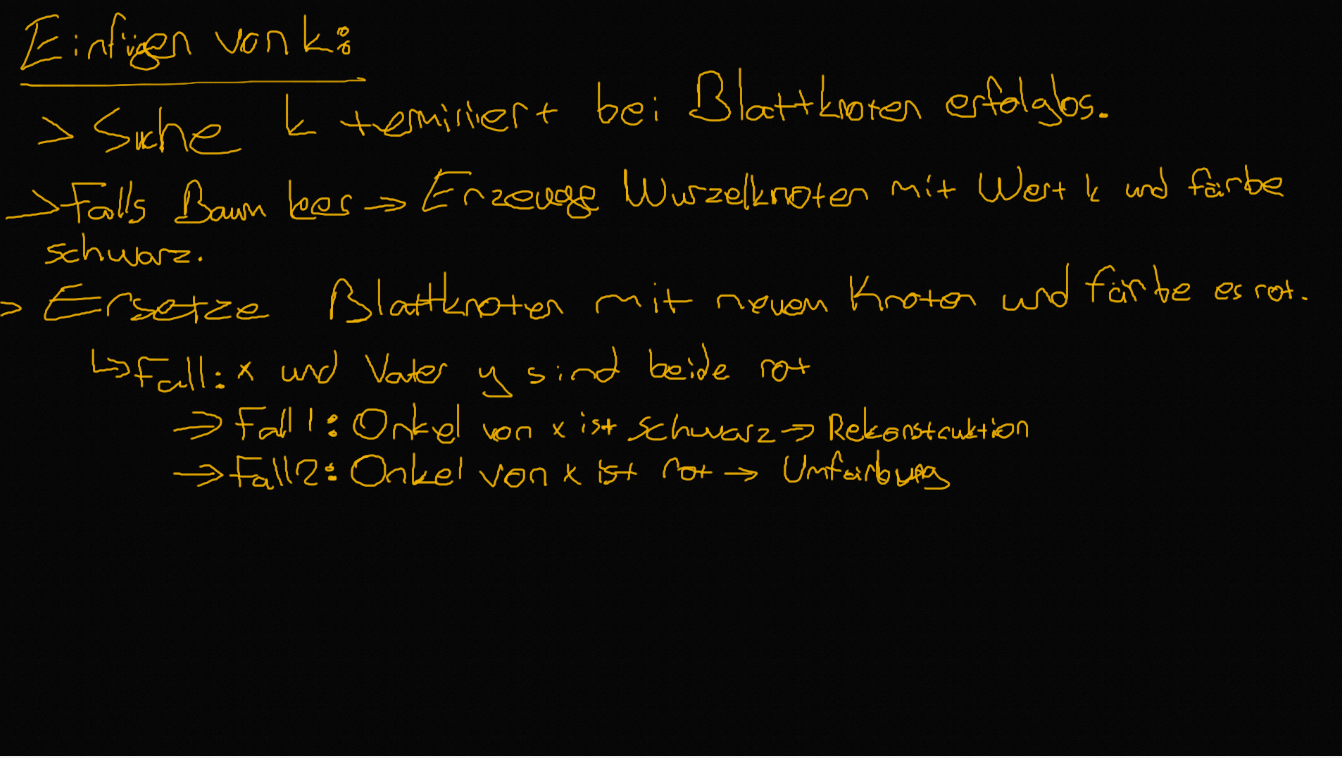 Einfügen von k:
> Suche k terminiert bei Blattknoten erfolglos.
> Falls Baum leer → Erzeuge Wurzelknoten mit Wert k und färbe
schwarz.
> Ersetze Blattknoten mit neuem Knoten und färbe es rot.
↳ Fall: x und Vater y sind beide rot
→ Fall 1: Onkel von x ist schwarz → Rekonstruktion
→ Fall 2: Onkel von x ist rot → Umfärbung